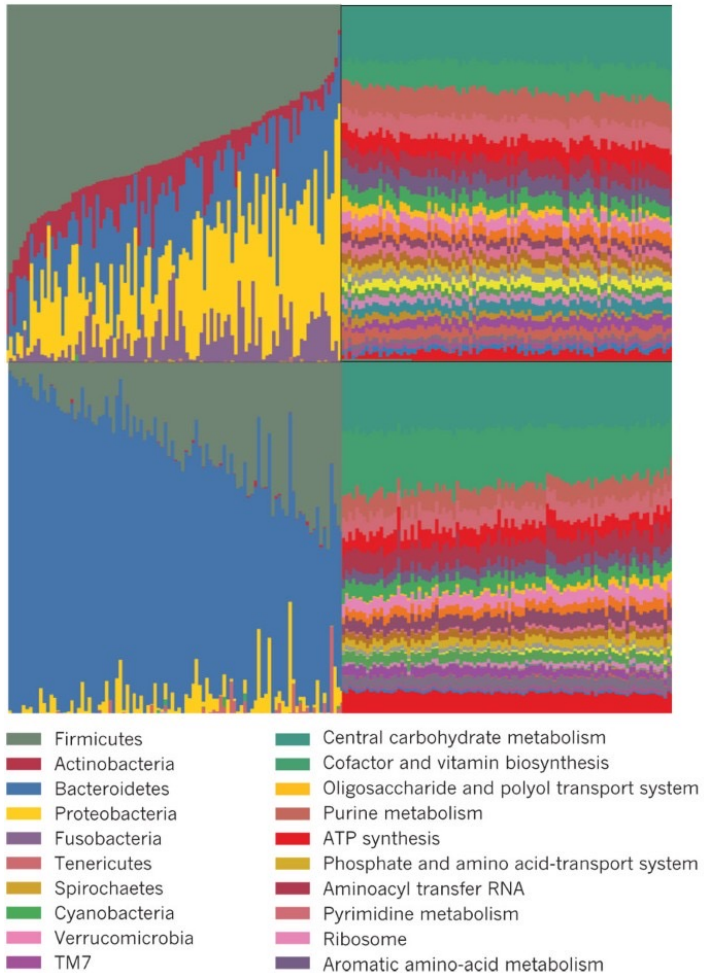 Firmicutes
Actinobacteria
Bacteroidetes
Proteobacteria
Fusobacteria
Tenericutes
Spirochaetes
Cyanobacteria
Verrucomicrobia
TM7
Central carbohydrate metabolism
Cofactor and vitamin biosynthesis
Oligosaccharide and polyol transport system
Purine metabolism
ATP synthesis
Phosphate and amino acid-transport system
Aminoacyl transfer RNA
Pyrimidine metabolism
Ribosome
Aromatic amino-acid metabolism